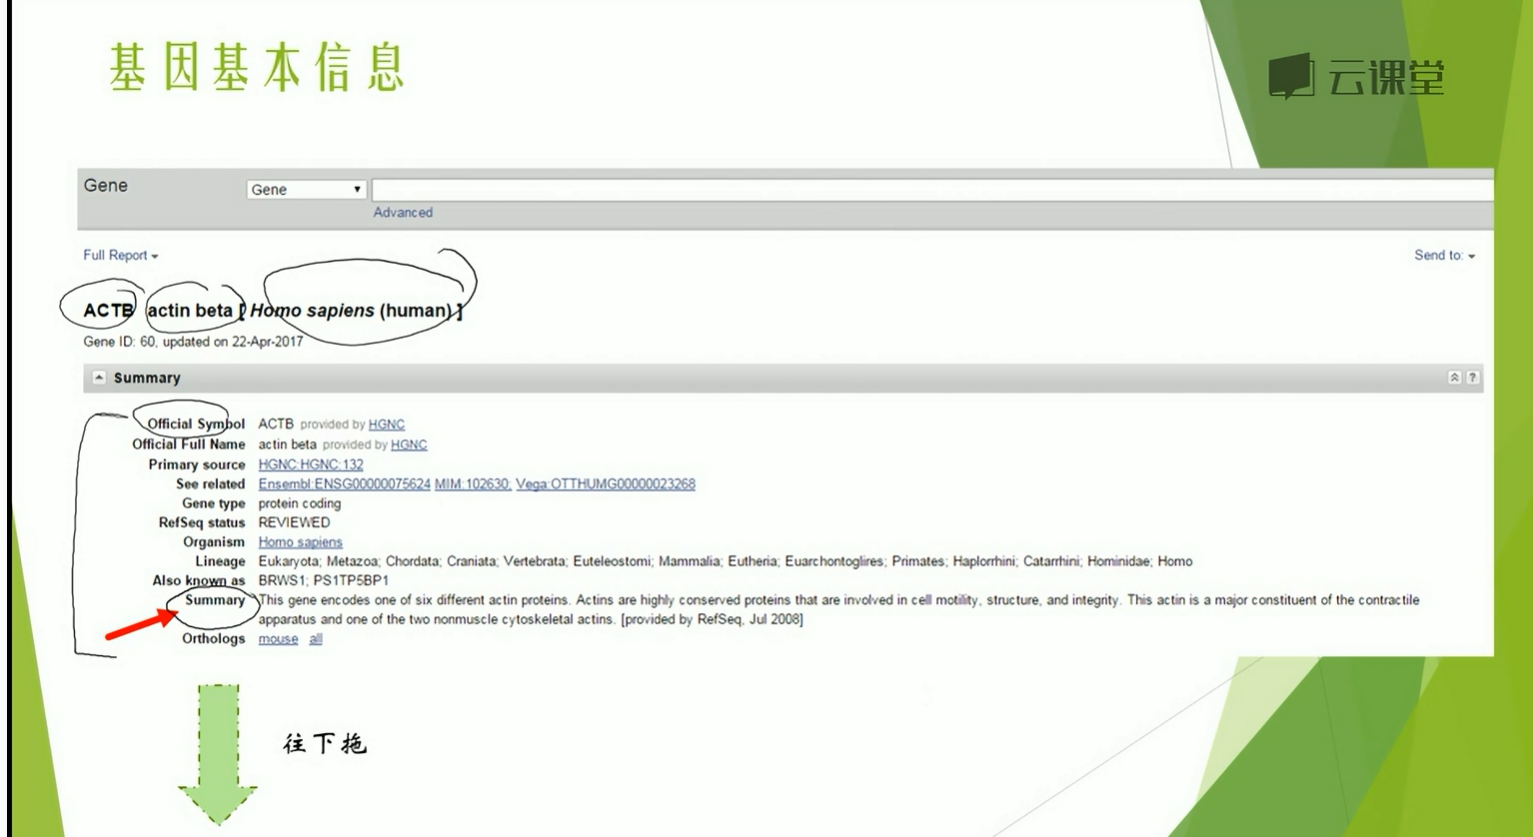 基因基本信息
云课堂
Gene
Gene
Advanced
Full Report
Send to:
ACTB actin beta [ Homo sapiens (human) ]
Gene ID: 60, updated on 22-Apr-2017
Summary
?
Official Symbol ACTB provided by HGNC
Official Full Name actin beta provided by HGNC
Primary source HGNC:HGNC:132
See related Ensembl:ENSG00000075624 MIM:102630; Vega:OTTHUMG00000023268
Gene type protein coding
RefSeq status REVIEWED
Organism Homo sapiens
Lineage Eukaryota; Metazoa; Chordata; Craniata; Vertebrata; Euteleostomi; Mammalia; Eutheria; Euarchontoglires; Primates; Haplorrhini; Catarrhini; Hominidae; Homo
Also known as BRWS1; PS1TP5BP1
Summary This gene encodes one of six different actin proteins. Actins are highly conserved proteins that are involved in cell motility, structure, and integrity. This actin is a major constituent of the contractile
apparatus and one of the two nonmuscle cytoskeletal actins. [provided by RefSeq, Jul 2008]
Orthologs mouse all
往下拖